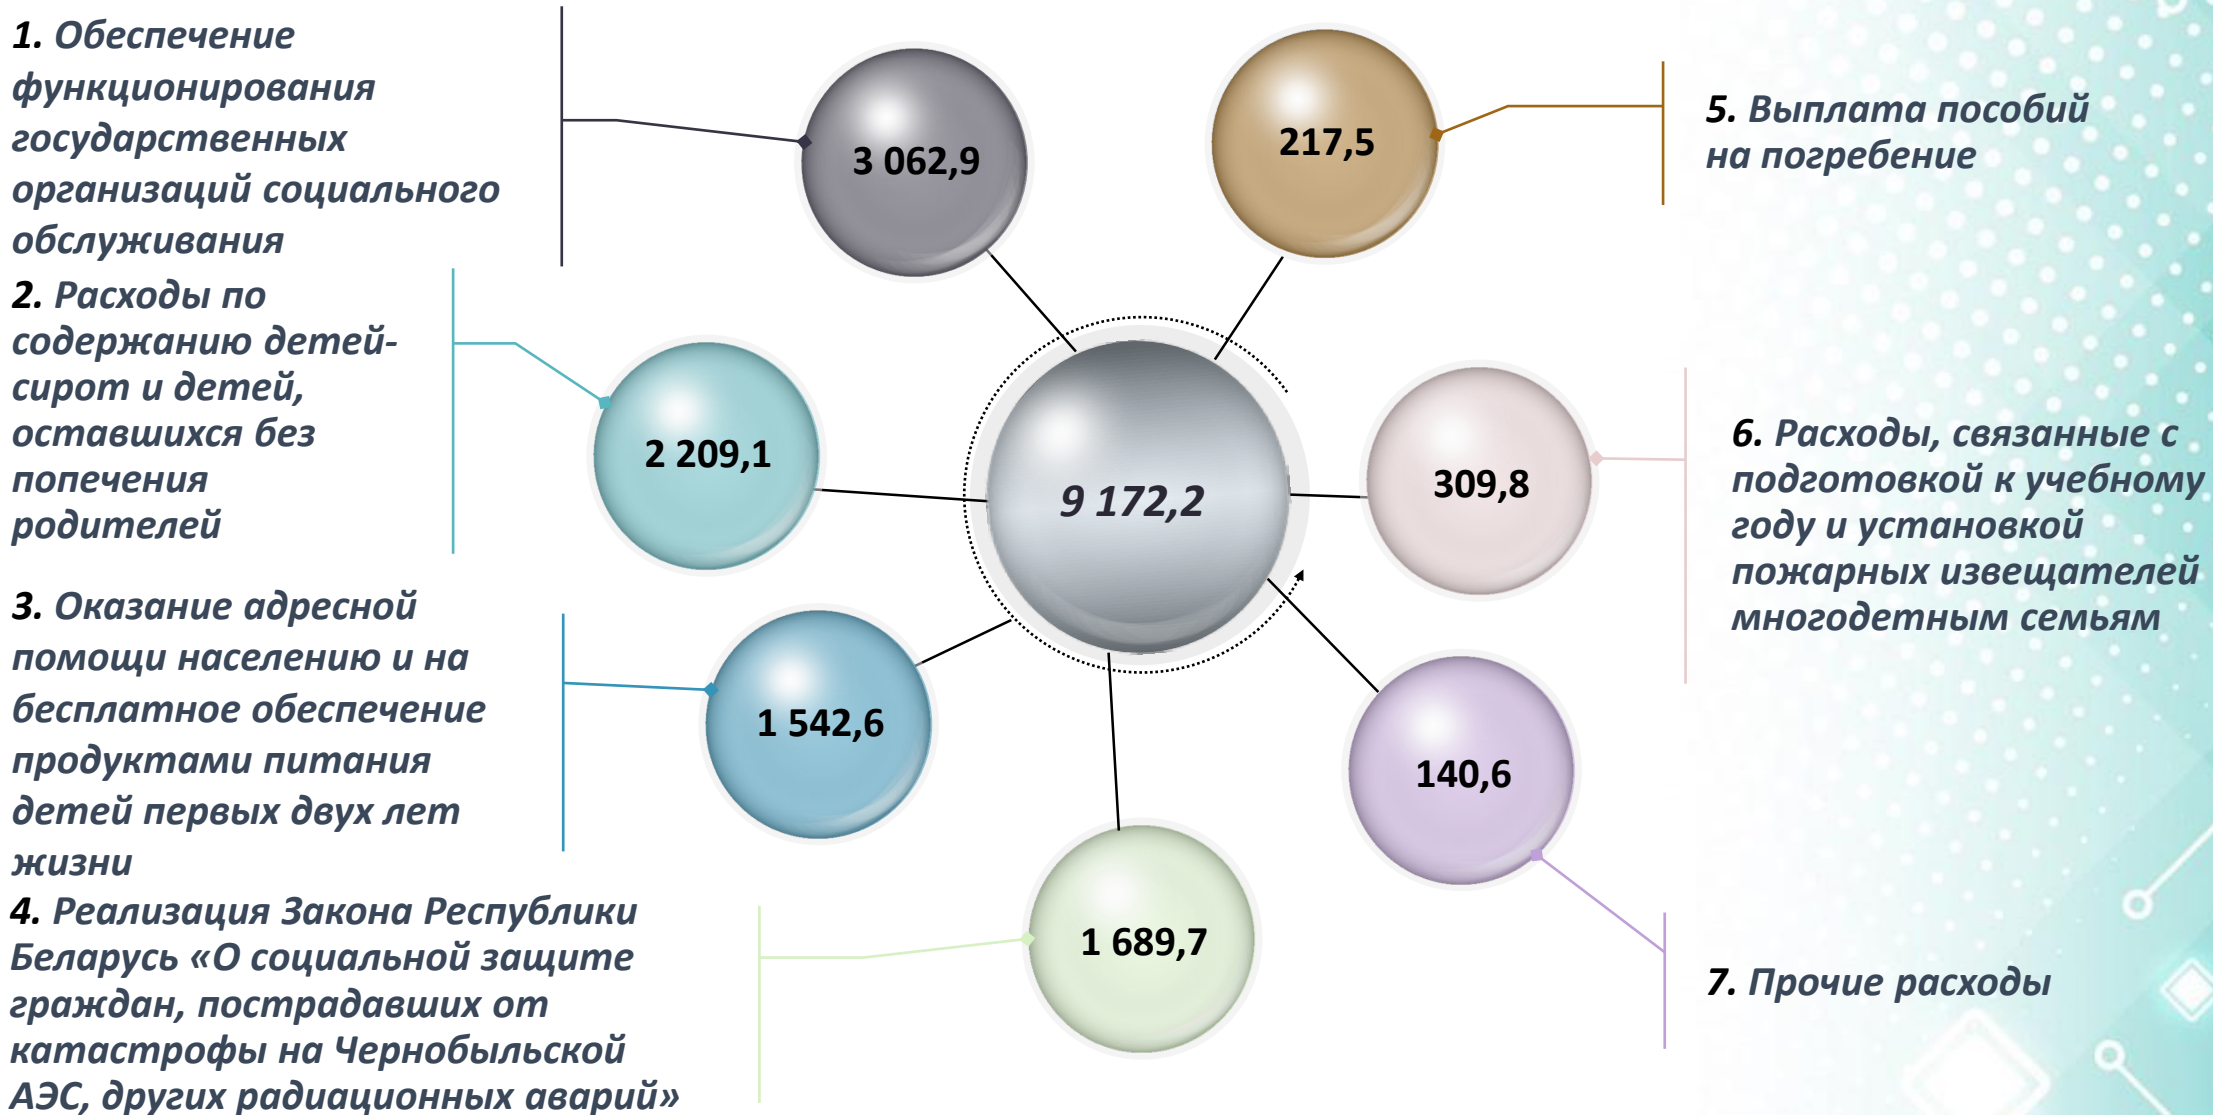 1. Обеспечение
функционирования
государственных
организаций социального
обслуживания
3 062,9
2. Расходы по
содержанию детей-
сирот и детей,
оставшихся без
попечения
родителей
2 209,1
3. Оказание адресной
помощи населению и на
бесплатное обеспечение
продуктами питания
детей первых двух лет
жизни
1 542,6
4. Реализация Закона Республики
Беларусь «О социальной защите
граждан, пострадавших от
катастрофы на Чернобыльской
АЭС, других радиационных аварий»
1 689,7
9 172,2
217,5
5. Выплата пособий
на погребение
309,8
6. Расходы, связанные с
подготовкой к учебному
году и установкой
пожарных извещателей
многодетным семьям
140,6
7. Прочие расходы